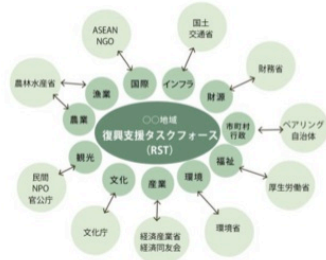 ASEAN
NGO
国土
交通省
農林水産省
漁業
国際
インフラ
財源
財務省
農業
○○地域
復興支援タスクフォース
(RST)
市町村
行政
ペアリング
自治体
観光
文化
産業
環境
福祉
民間
NPO
官公庁
文化庁
経済産業省
経済同友会
環境省
厚生労働省